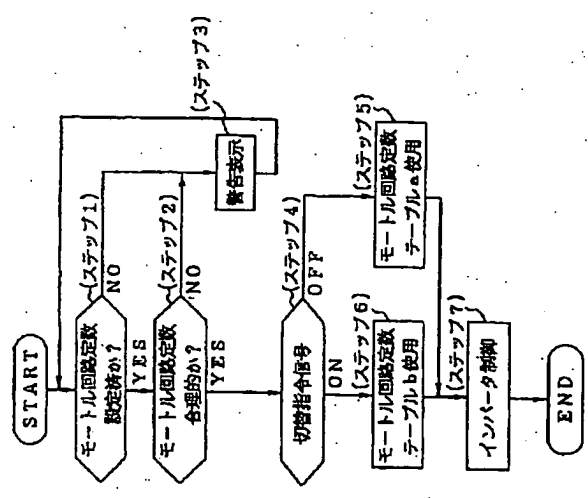 START
モートル回路定数
設定済か?
(ステップ1)
NO
YES
モートル回路定数
合理的か?
(ステップ2)
NO
YES
警告表示
(ステップ3)
切替指令信号
(ステップ4)
OFF
ON
モートル回路定数
テーブルa使用
(ステップ5)
モートル回路定数
テーブルb使用
(ステップ6)
インバータ制御
(ステップ7)
END